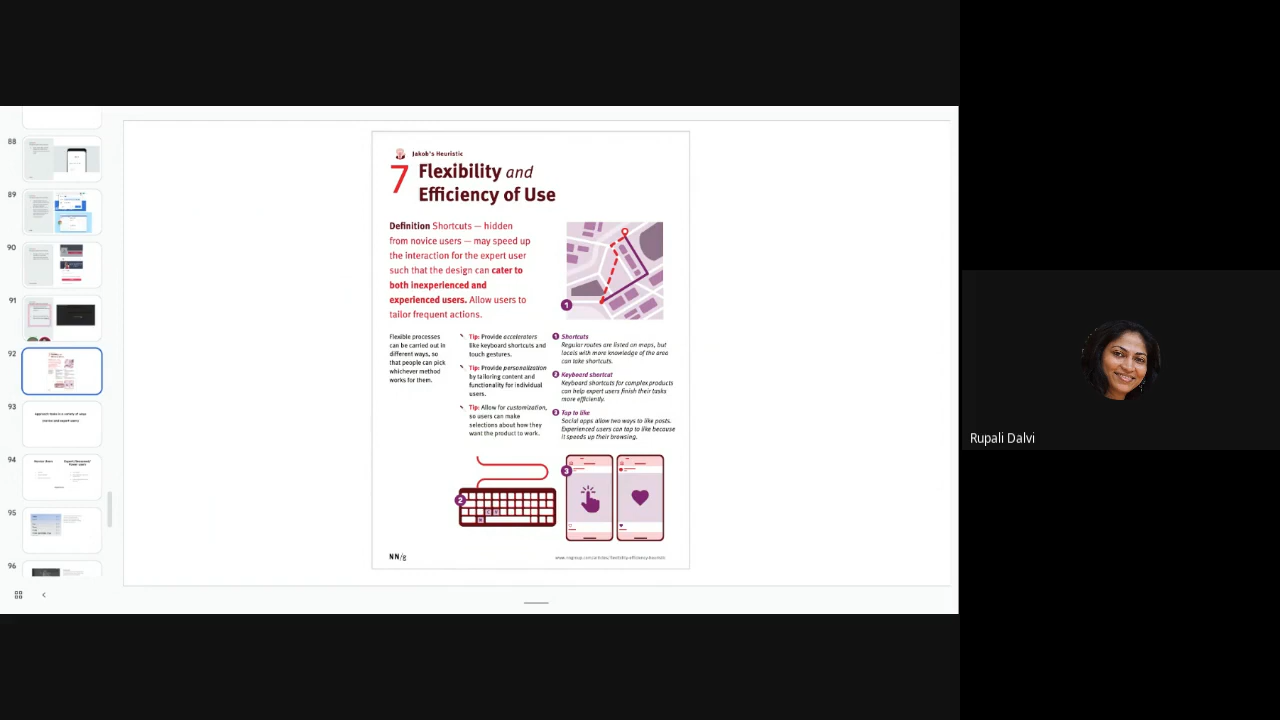 88
89
90
91
92
93
94
95
96
Jakob's Heuristic
7
Flexibility and
Efficiency of Use
Definition Shortcuts — hidden
from novice users — may speed up
the interaction for the expert user
such that the design can cater to
both inexperienced and
experienced users. Allow users to
tailor frequent actions.
1
Flexible processes
can be carried out in
different ways, so
that people can pick
whichever method
works for them.
Tip: Provide accelerators
like keyboard shortcuts and
touch gestures.
Tip: Provide personalization
by tailoring content and
functionality for individual
users.
Tip: Allow for customization,
so users can make
selections about how they
want the product to work.
1 Shortcuts
Regular routes are listed on maps, but
locals with more knowledge of the area
can take shortcuts.
2 Keyboard shortcut
Keyboard shortcuts for complex products
can help expert users finish their tasks
more efficiently.
3 Tap to like
Social apps allow two ways to like posts.
Experienced users can tap to like because
it speeds up their browsing.
2
3
NN/g
Rupali Dalvi